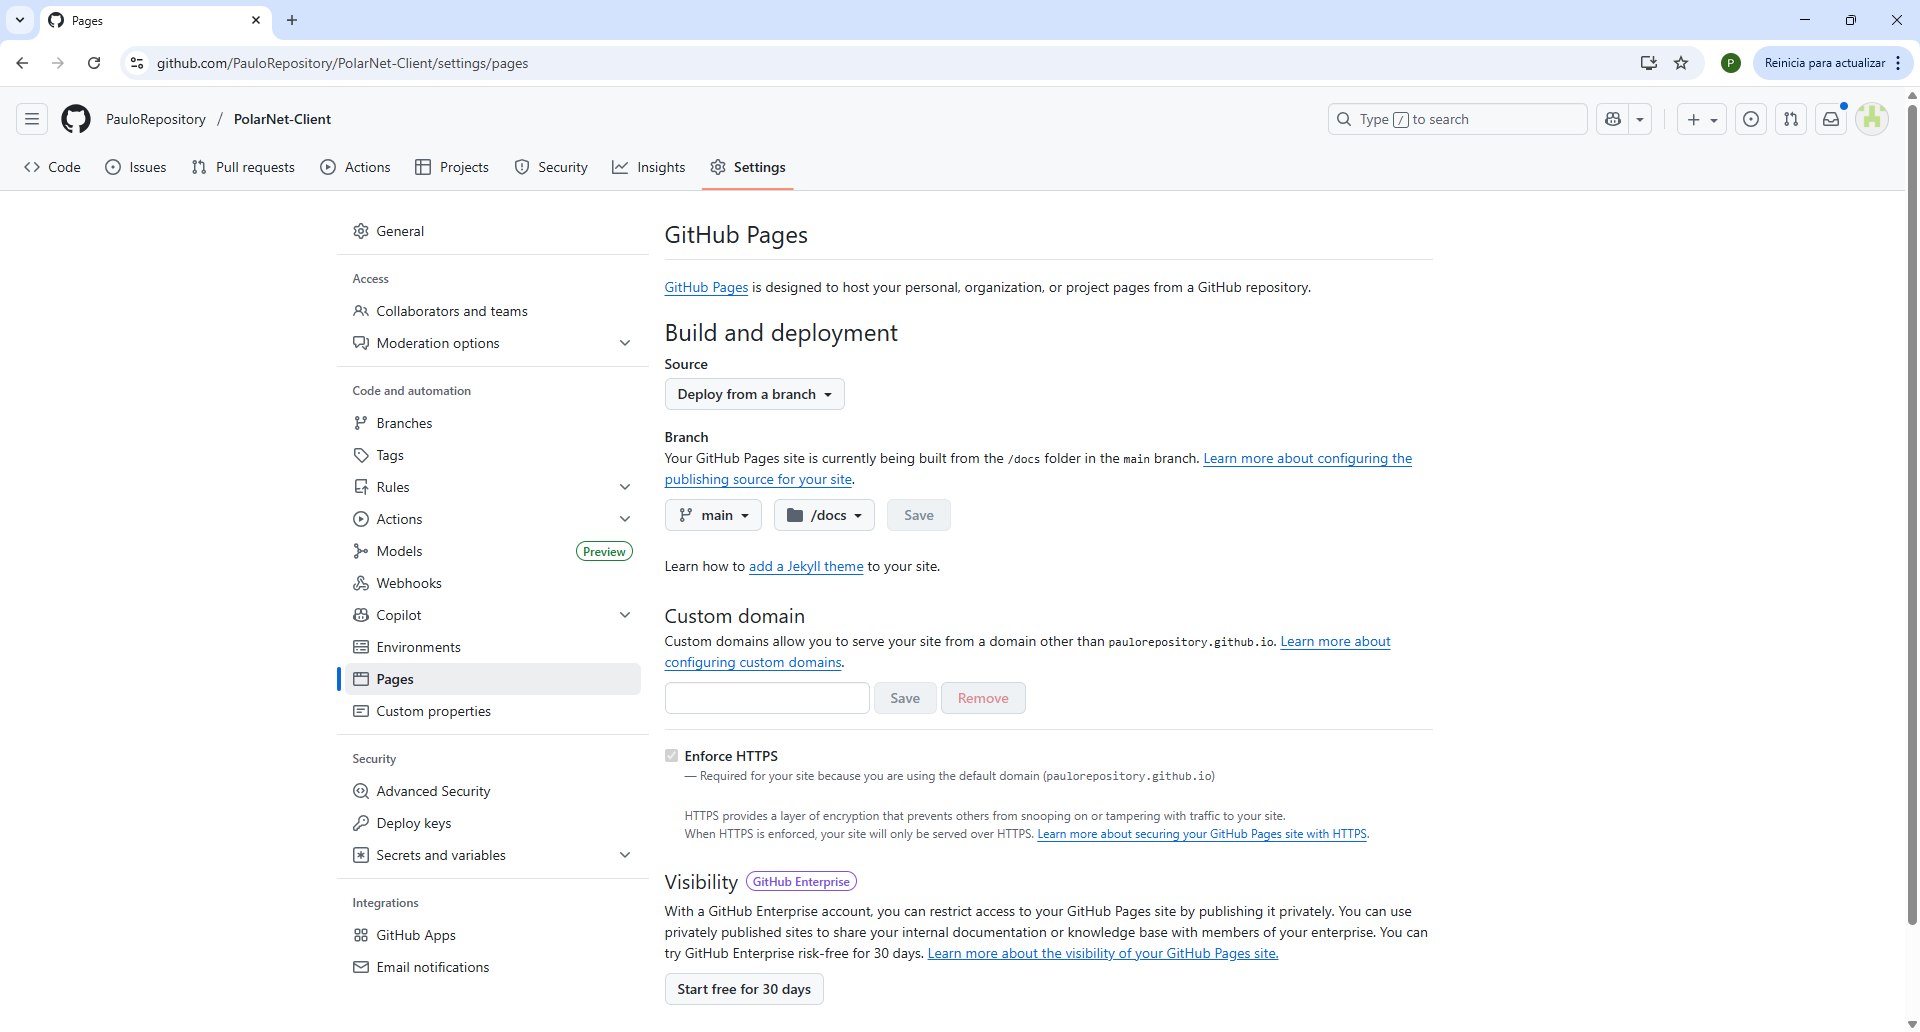 Pages
github.com/PauloRepository/PolarNet-Client/settings/pages
P
Reinicia para actualizar
PauloRepository / PolarNet-Client
Type / to search
Code
Issues
Pull requests
Actions
Projects
Security
Insights
Settings
General
Access
Collaborators and teams
Moderation options
Code and automation
Branches
Tags
Rules
Actions
Models
Preview
Webhooks
Copilot
Environments
Pages
Custom properties
Security
Advanced Security
Deploy keys
Secrets and variables
Integrations
GitHub Apps
Email notifications
GitHub Pages
GitHub Pages is designed to host your personal, organization, or project pages from a GitHub repository.
Build and deployment
Source
Deploy from a branch
Branch
Your GitHub Pages site is currently being built from the /docs folder in the main branch. Learn more about configuring the
publishing source for your site.
main
/docs
Save
Learn how to add a Jekyll theme to your site.
Custom domain
Custom domains allow you to serve your site from a domain other than paulorepository.github.io. Learn more about
configuring custom domains.
Save
Remove
Enforce HTTPS
— Required for your site because you are using the default domain (paulorepository.github.io)
HTTPS provides a layer of encryption that prevents others from snooping on or tampering with traffic to your site.
When HTTPS is enforced, your site will only be served over HTTPS. Learn more about securing your GitHub Pages site with HTTPS.
Visibility
GitHub Enterprise
With a GitHub Enterprise account, you can restrict access to your GitHub Pages site by publishing it privately. You can use
privately published sites to share your internal documentation or knowledge base with members of your enterprise. You can
try GitHub Enterprise risk-free for 30 days. Learn more about the visibility of your GitHub Pages site.
Start free for 30 days